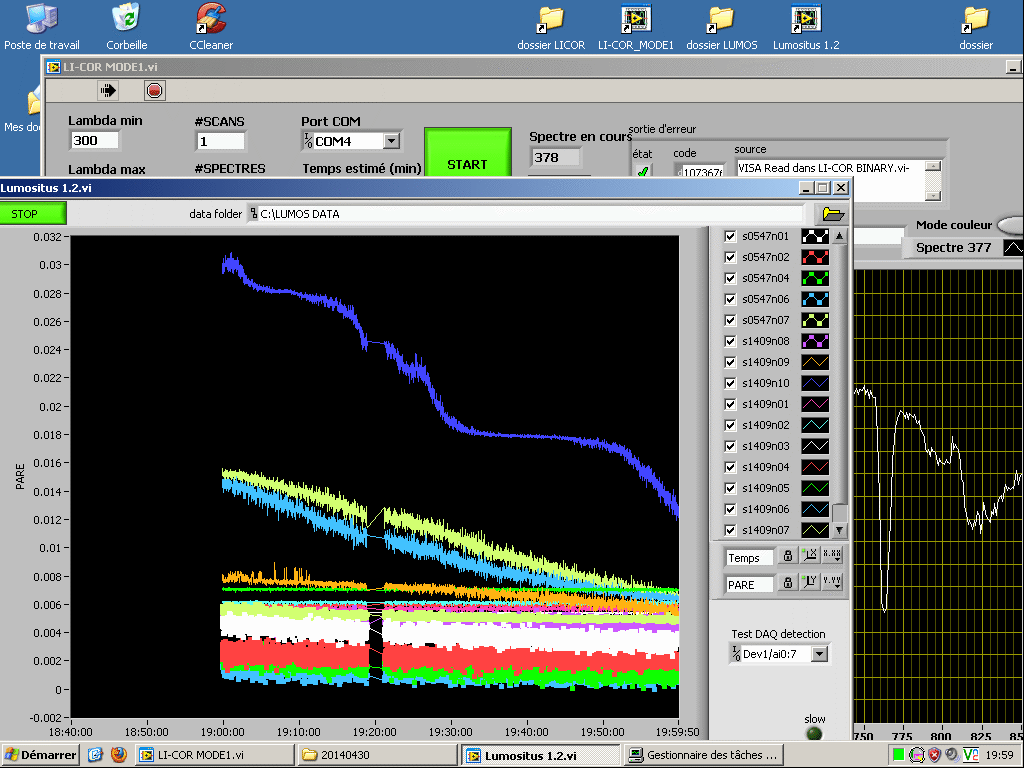 Poste de travail
Corbeille
CCleaner
dossier LICOR
LI-COR_MODE1
dossier LUMOS
Lumositus 1.2
dossier
Mes do
LI-COR MODE1.vi
Lambda min
300
Lambda max
#SCANS
1
#SPECTRES
Port COM
COM4
Temps estimé (min)
START
Spectre en cours
378
sortie d'erreur
état
code
107367
source
VISA Read dans LI-COR BINARY.vi-
Mode couleur
Spectre 377
Lumositus 1.2.vi
STOP
data folder
C:\LUMOS DATA
0.032
0.03
0.028
0.026
0.024
0.022
0.02
0.018
0.016
0.014
0.012
0.01
0.008
0.006
0.004
0.002
0
-0.002
PARE
18:40:00
18:50:00
19:00:00
19:10:00
19:20:00
19:30:00
19:40:00
19:50:00
19:59:50
s0547n01
s0547n02
s0547n04
s0547n06
s0547n07
s1409n08
s1409n09
s1409n10
s1409n01
s1409n02
s1409n03
s1409n04
s1409n05
s1409n06
s1409n07
Temps
X.XX
PARE
Y.YY
Test DAQ detection
Dev1/ai0:7
slow
750
775
800
825
85
Démarrer
LI-COR MODE1.vi
20140430
Lumositus 1.2.vi
Gestionnaire des tâches ...
V2
19:59